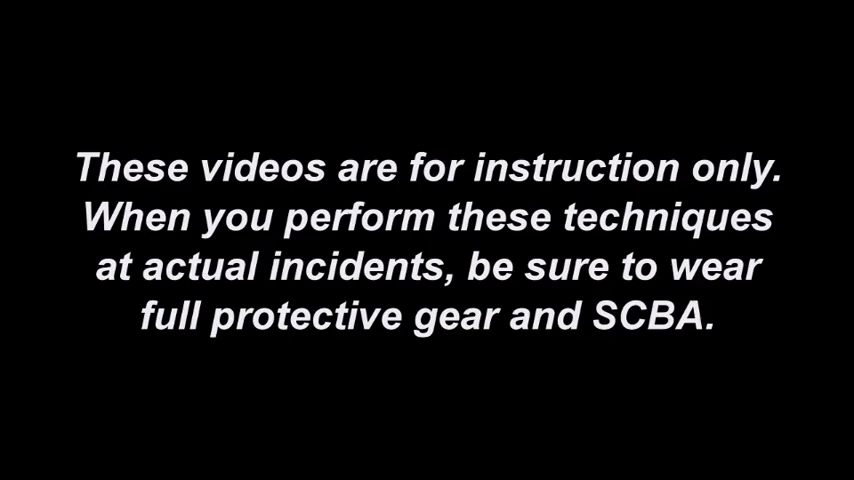 These videos are for instruction only.
When you perform these techniques
at actual incidents, be sure to wear
full protective gear and SCBA.